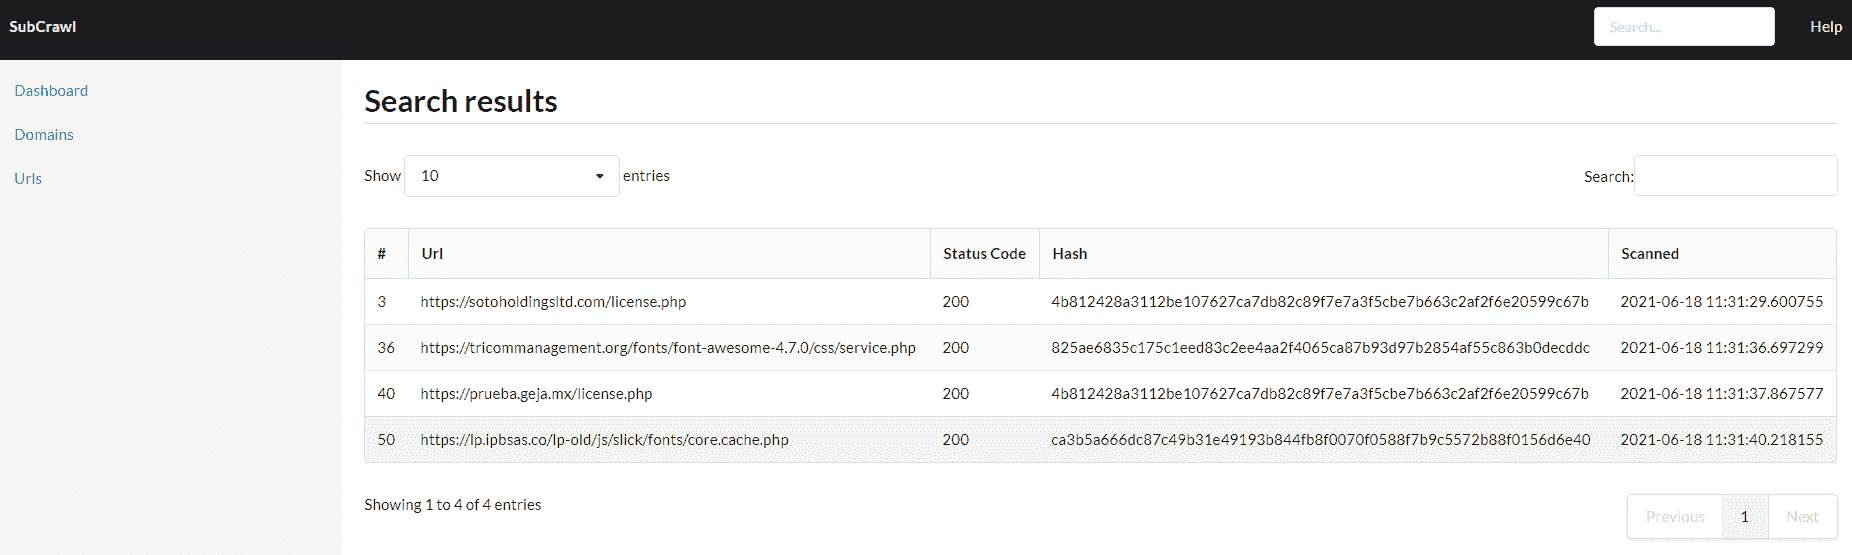 SubCrawl Search... Help
Dashboard
Domains
Urls
Search results
Show 10 entries Search:
# Url Status Code Hash Scanned
3 https://sotoholdingsltd.com/license.php 200 4b812428a3112be107627ca7db82c89f7e7a3f5cbe7b663c2af2f6e20599c67b 2021-06-18 11:31:29.600755
36 https://tricommanagement.org/fonts/font-awesome-4.7.0/css/service.php 200 825ae6835c175c1eed83c2ee4aa2f4065ca87b93d97b2854af55c863b0decddc 2021-06-18 11:31:36.697299
40 https://prueba.geja.mx/license.php 200 4b812428a3112be107627ca7db82c89f7e7a3f5cbe7b663c2af2f6e20599c67b 2021-06-18 11:31:37.867577
50 https://lp.ipbsas.co/lp-old/js/slick/fonts/core.cache.php 200 ca3b5a666dc87c49b31e49193b844fb8f0070f0588f7b9c5572b88f0156d6e40 2021-06-18 11:31:40.218155
Showing 1 to 4 of 4 entries
Previous 1 Next